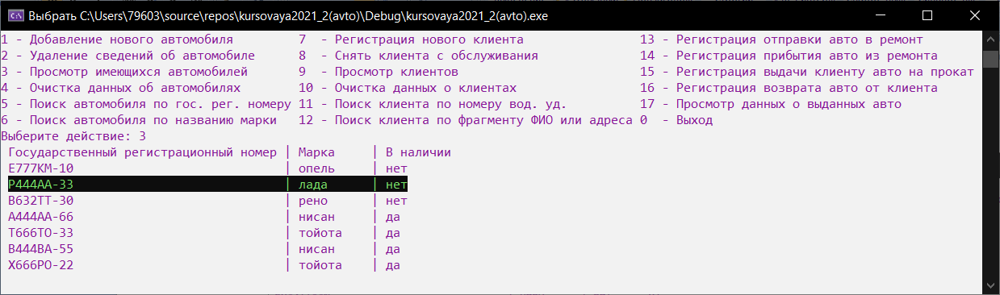 Выбрать C:\Users\79603\source\repos\kursovaya2021_2(avto)\Debug\kursovaya2021_2(avto).exe
1 - Добавление нового автомобиля 7 - Регистрация нового клиента 13 - Регистрация отправки авто в ремонт
2 - Удаление сведений об автомобиле 8 - Снять клиента с обслуживания 14 - Регистрация прибытия авто из ремонта
3 - Просмотр имеющихся автомобилей 9 - Просмотр клиентов 15 - Регистрация выдачи клиенту авто на прокат
4 - Очистка данных об автомобилях 10 - Очистка данных о клиентах 16 - Регистрация возврата авто от клиента
5 - Поиск автомобиля по гос. рег. номеру 11 - Поиск клиента по номеру вод. уд. 17 - Просмотр данных о выданных авто
6 - Поиск автомобиля по названию марки 12 - Поиск клиента по фрагменту ФИО или адреса 0 - Выход
Выберите действие: 3
Государственный регистрационный номер | Марка | В наличии
Е777КМ-10 | опель | нет
Р444АА-33 | лада | нет
В632ТТ-30 | рено | нет
А444АА-66 | нисан | да
Т666ТО-33 | тойота | да
В444ВА-55 | нисан | да
Х666РО-22 | тойота | да